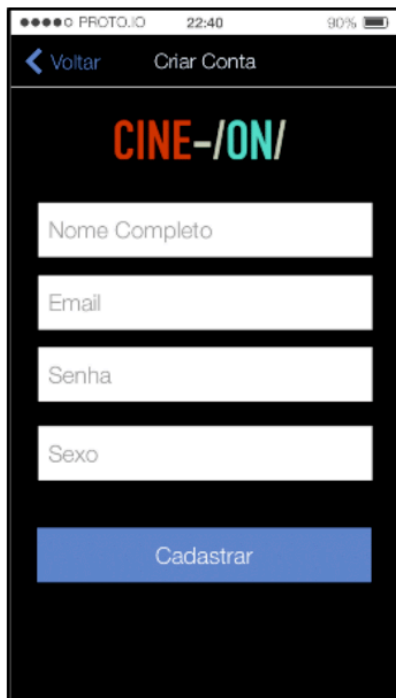 PROTO.IO 22:40 90%
Voltar Criar Conta
CINE-/ON/
Nome Completo
Email
Senha
Sexo
Cadastrar